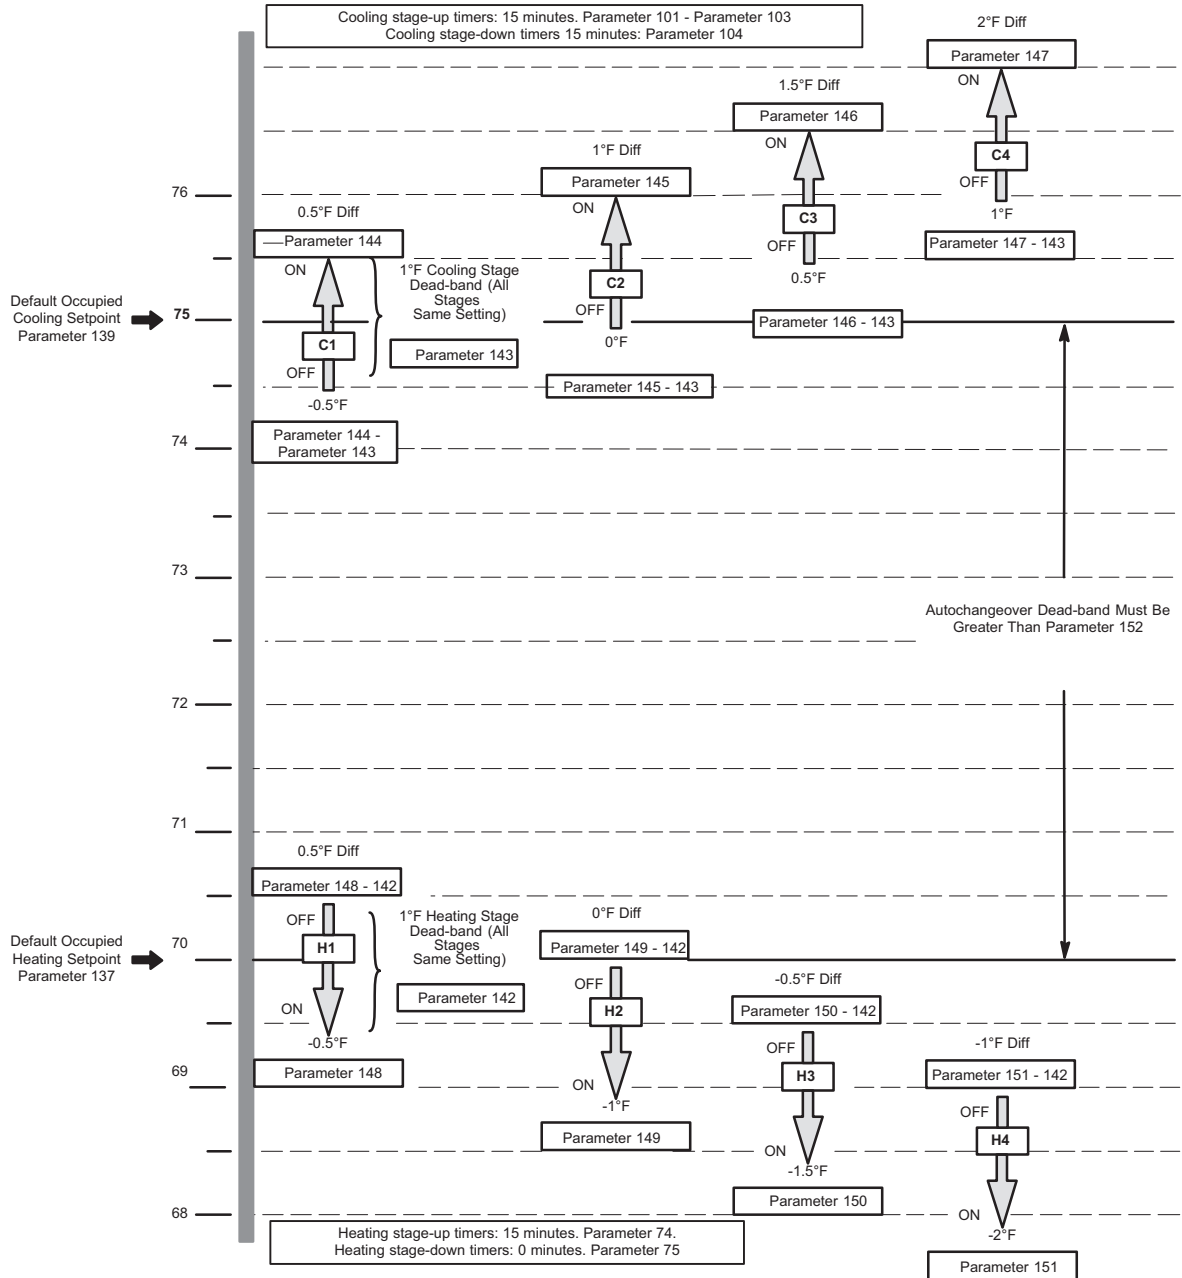 Cooling stage-up timers: 15 minutes. Parameter 101 - Parameter 103
Cooling stage-down timers 15 minutes: Parameter 104
2°F Diff
Parameter 147
ON
C4
OFF
1°F
Parameter 147 - 143
1.5°F Diff
Parameter 146
ON
C3
OFF
0.5°F
Parameter 146 - 143
1°F Diff
Parameter 145
ON
C2
OFF
0°F
Parameter 145 - 143
76
0.5°F Diff
Parameter 144
ON
C1
OFF
-0.5°F
Parameter 144 -
Parameter 143
1°F Cooling Stage
Dead-band (All
Stages
Same Setting)
Parameter 143
Default Occupied
Cooling Setpoint
Parameter 139
75
74
73
Autochangeover Dead-band Must Be
Greater Than Parameter 152
72
71
0.5°F Diff
Parameter 148 - 142
OFF
H1
ON
-0.5°F
Parameter 148
1°F Heating Stage
Dead-band (All
Stages
Same Setting)
Parameter 142
Default Occupied
Heating Setpoint
Parameter 137
70
0°F Diff
Parameter 149 - 142
OFF
H2
ON
-1°F
Parameter 149
-0.5°F Diff
Parameter 150 - 142
OFF
H3
ON
-1.5°F
Parameter 150
-1°F Diff
Parameter 151 - 142
OFF
H4
ON
-2°F
Parameter 151
69
68
Heating stage-up timers: 15 minutes. Parameter 74.
Heating stage-down timers: 0 minutes. Parameter 75